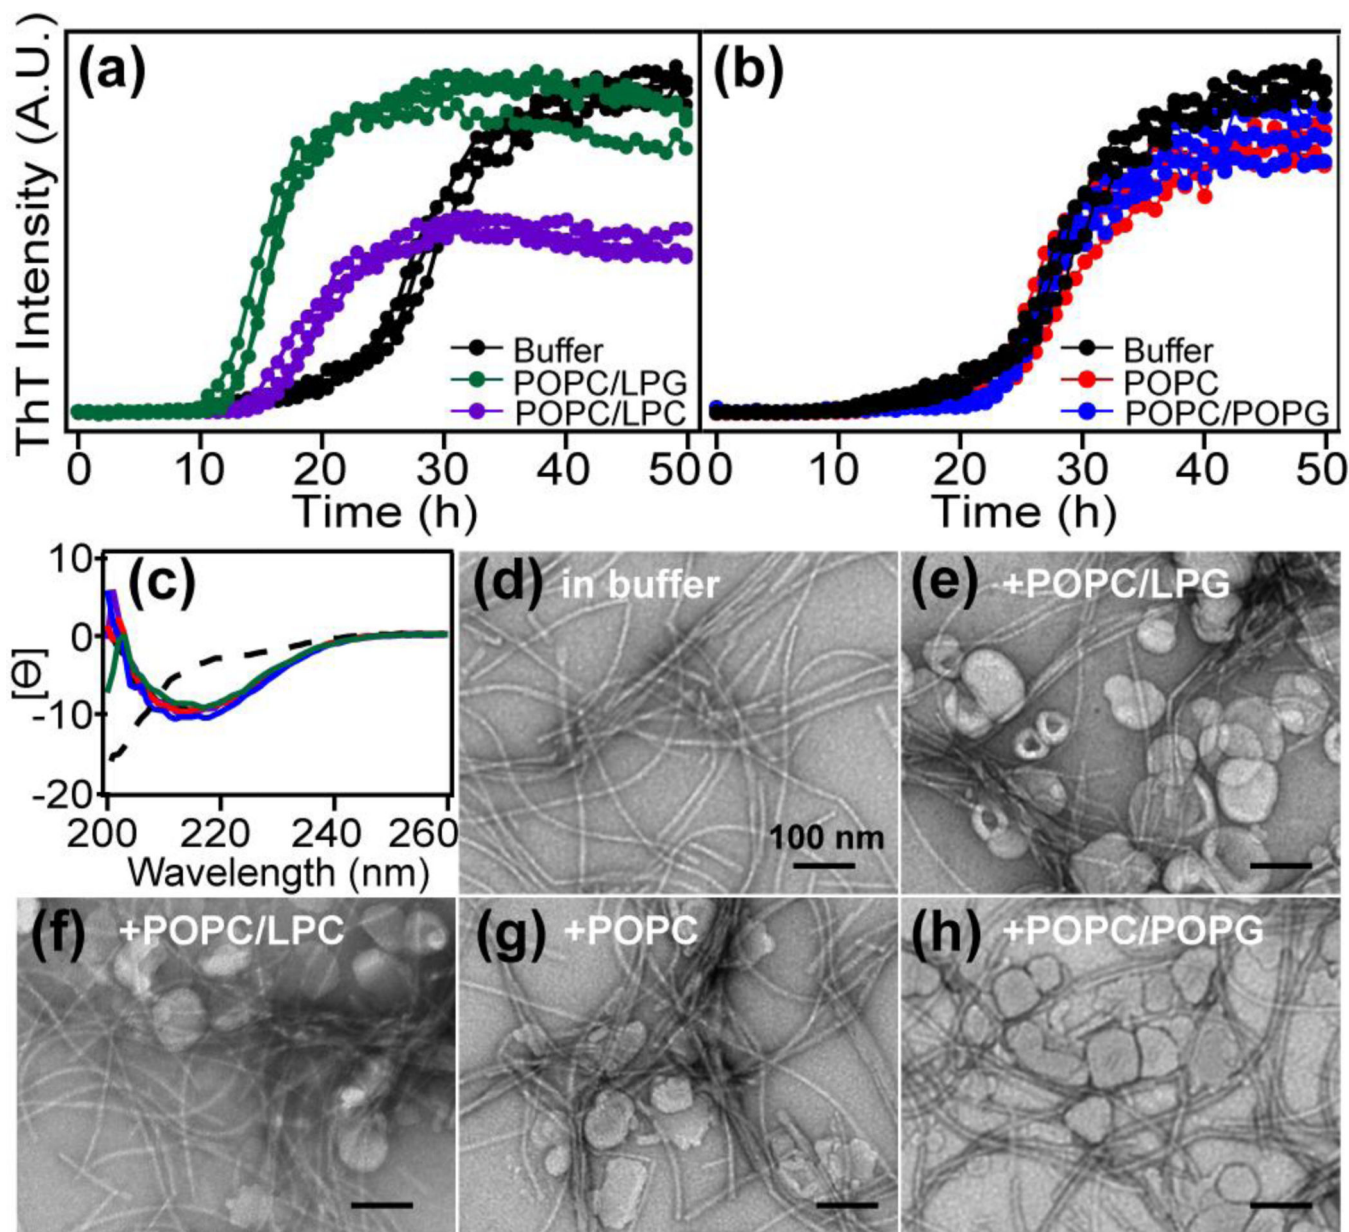 ThT Intensity (A.U.)
(a)
Buffer
POPC/LPG
POPC/LPC
0 10 20 30 40 50
Time (h)
(b)
Buffer
POPC
POPC/POPG
0 10 20 30 40 50
Time (h)
(c)
[Θ]
10
0
-10
-20
200 220 240 260
Wavelength (nm)
(d) in buffer
100 nm
(e) +POPC/LPG
(f) +POPC/LPC
(g) +POPC
(h) +POPC/POPG